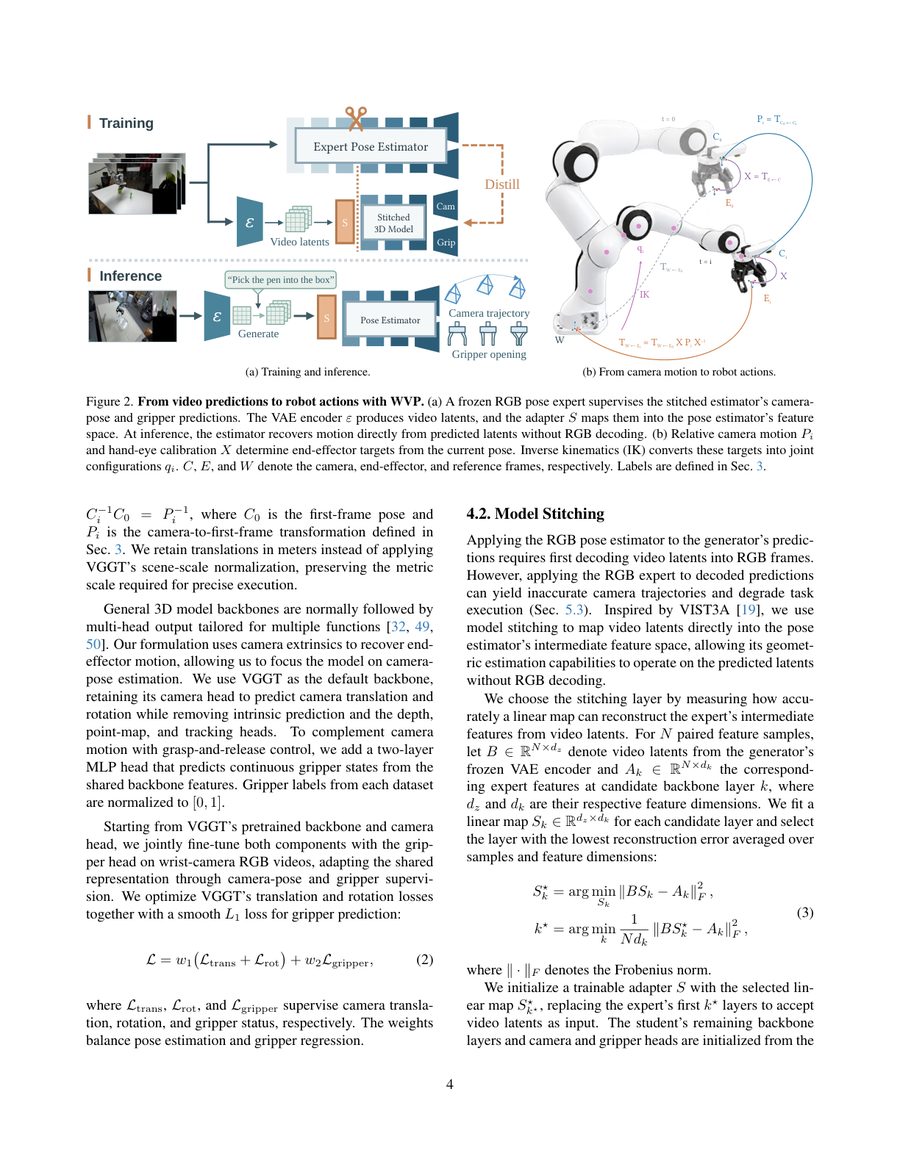 Training
Expert Pose Estimator
Distill
ε
Video latents
S
Stitched
3D Model
Cam
Grip
Inference
“Pick the pen into the box”
ε
Generate
S
Pose Estimator
Camera trajectory
Gripper opening
(a) Training and inference.
t = 0
C₀
X = T
E₀
qᵢ
t = i
Cᵢ
X
Eᵢ
IK
W
(b) From camera motion to robot actions.
Figure 2. From video predictions to robot actions with WVP. (a) A frozen RGB pose expert supervises the stitched estimator’s camera-
pose and gripper predictions. The VAE encoder ε produces video latents, and the adapter S maps them into the pose estimator’s feature
space. At inference, the estimator recovers motion directly from predicted latents without RGB decoding. (b) Relative camera motion Pᵢ
and hand-eye calibration X determine end-effector targets from the current pose. Inverse kinematics (IK) converts these targets into joint
configurations qᵢ. C, E, and W denote the camera, end-effector, and reference frames, respectively. Labels are defined in Sec. 3.
Cᵢ⁻¹C₀ = Pᵢ⁻¹, where C₀ is the first-frame pose and
Pᵢ is the camera-to-first-frame transformation defined in
Sec. 3. We retain translations in meters instead of applying
VGGT’s scene-scale normalization, preserving the metric
scale required for precise execution.
General 3D model backbones are normally followed by
multi-head output tailored for multiple functions [32, 49,
50]. Our formulation uses camera extrinsics to recover end-
effector motion, allowing us to focus the model on camera-
pose estimation. We use VGGT as the default backbone,
retaining its camera head to predict camera translation and
rotation while removing intrinsic prediction and the depth,
point-map, and tracking heads. To complement camera
motion with grasp-and-release control, we add a two-layer
MLP head that predicts continuous gripper states from the
shared backbone features. Gripper labels from each dataset
are normalized to [0, 1].
Starting from VGGT’s pretrained backbone and camera
head, we jointly fine-tune both components with the grip-
per head on wrist-camera RGB videos, adapting the shared
representation through camera-pose and gripper supervi-
sion. We optimize VGGT’s translation and rotation losses
together with a smooth L₁ loss for gripper prediction:
ℒ = w₁(ℒtrans + ℒrot) + w₂ℒgripper, (2)
where ℒtrans, ℒrot, and ℒgripper supervise camera transla-
tion, rotation, and gripper status, respectively. The weights
balance pose estimation and gripper regression.
4.2. Model Stitching
Applying the RGB pose estimator to the generator’s predic-
tions requires first decoding video latents into RGB frames.
However, applying the RGB expert to decoded predictions
can yield inaccurate camera trajectories and degrade task
execution (Sec. 5.3). Inspired by VIST3A [19], we use
model stitching to map video latents directly into the pose
estimator’s intermediate feature space, allowing its geomet-
ric estimation capabilities to operate on the predicted latents
without RGB decoding.
We choose the stitching layer by measuring how accu-
rately a linear map can reconstruct the expert’s intermediate
features from video latents. For N paired feature samples,
let B ∈ ℝ^{N×d_z} denote video latents from the generator’s
frozen VAE encoder and A_k ∈ ℝ^{N×d_k} the correspond-
ing expert features at candidate backbone layer k, where
d_z and d_k are their respective feature dimensions. We fit a
linear map S_k ∈ ℝ^{d_z×d_k} for each candidate layer and select
the layer with the lowest reconstruction error averaged over
samples and feature dimensions:
S_k^⋆ = arg min_{S_k} ‖BS_k − A_k‖_F^2 ,
k^⋆ = arg min_k 1/(Nd_k) ‖BS_k^⋆ − A_k‖_F^2 , (3)
where ‖ · ‖_F denotes the Frobenius norm.
We initialize a trainable adapter S with the selected lin-
ear map S_{k^⋆}^⋆, replacing the expert’s first k^⋆ layers to accept
video latents as input. The student’s remaining backbone
layers and camera and gripper heads are initialized from the
4